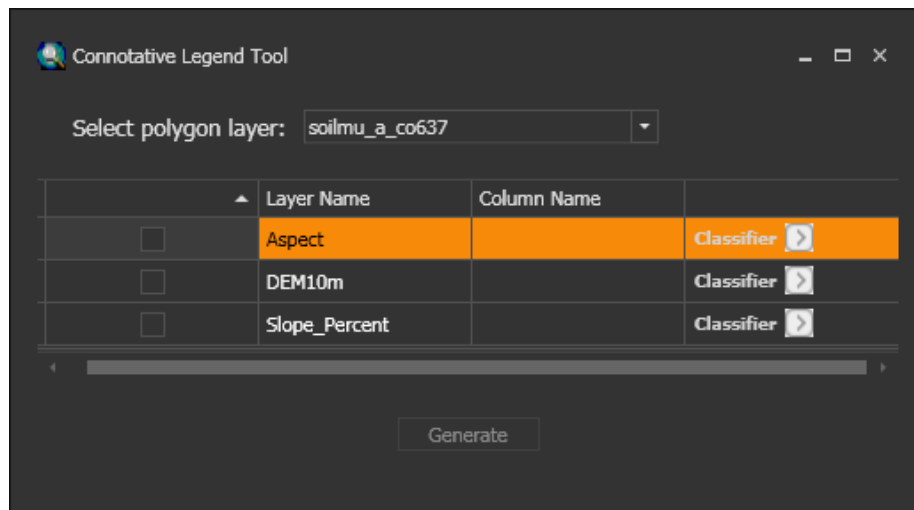 Connotative Legend Tool
Select polygon layer: soilmu_a_co637
Layer Name Column Name
Aspect Classifier
DEM10m Classifier
Slope_Percent Classifier
Generate